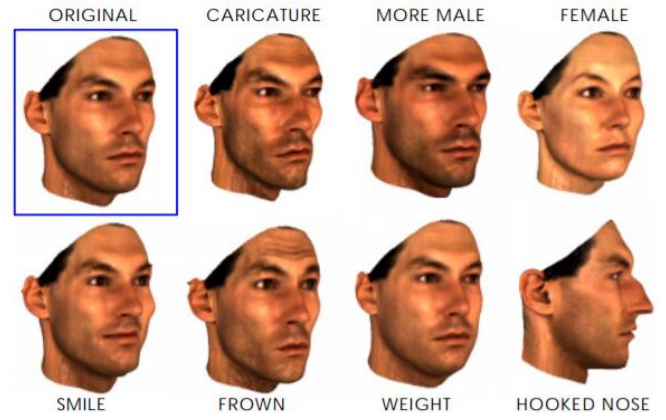 ORIGINAL
CARICATURE
MORE MALE
FEMALE
SMILE
FROWN
WEIGHT
HOOKED NOSE